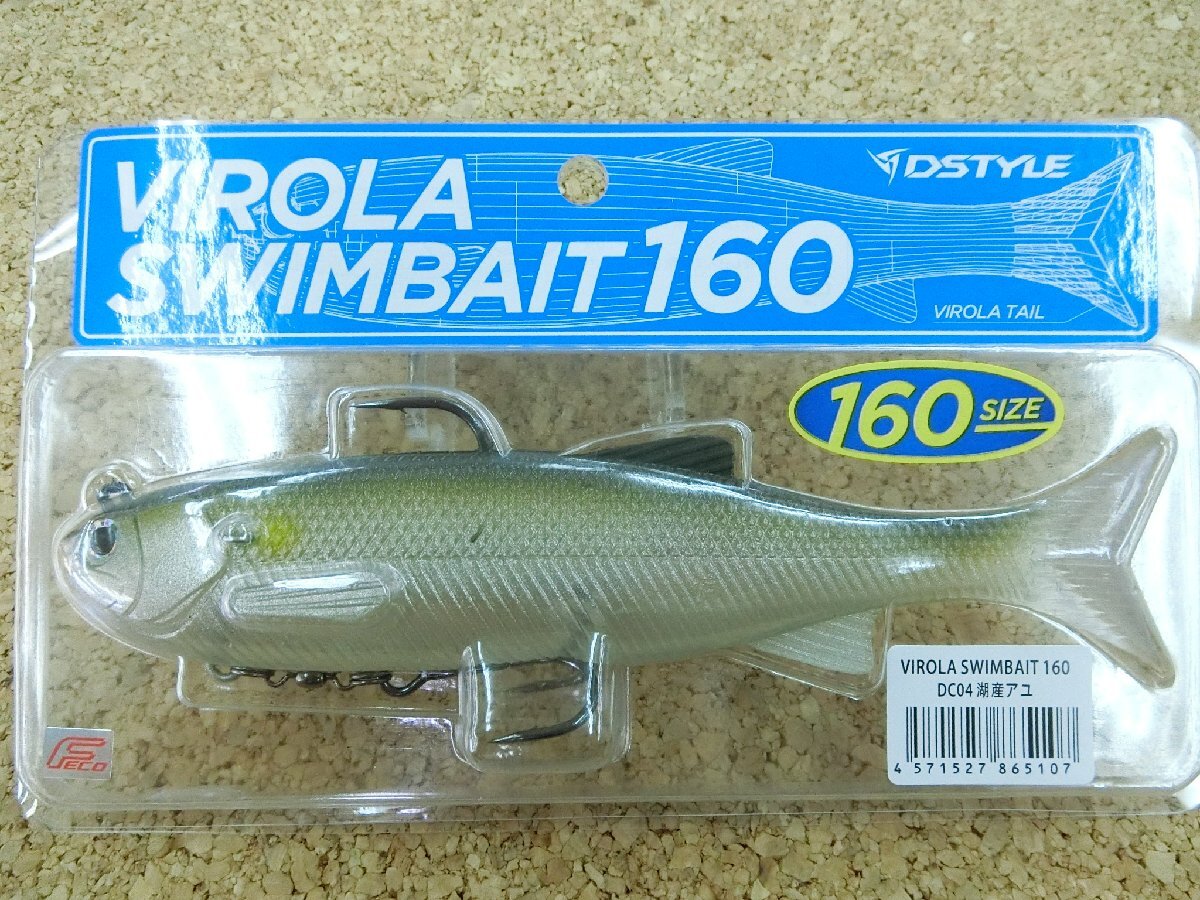 VIROLA
SWIMBAIT 160
DSTYLE
VIROLA TAIL
160 SIZE
VIROLA SWIMBAIT 160
DC04 湖産アユ
4 571527 865107
FECO